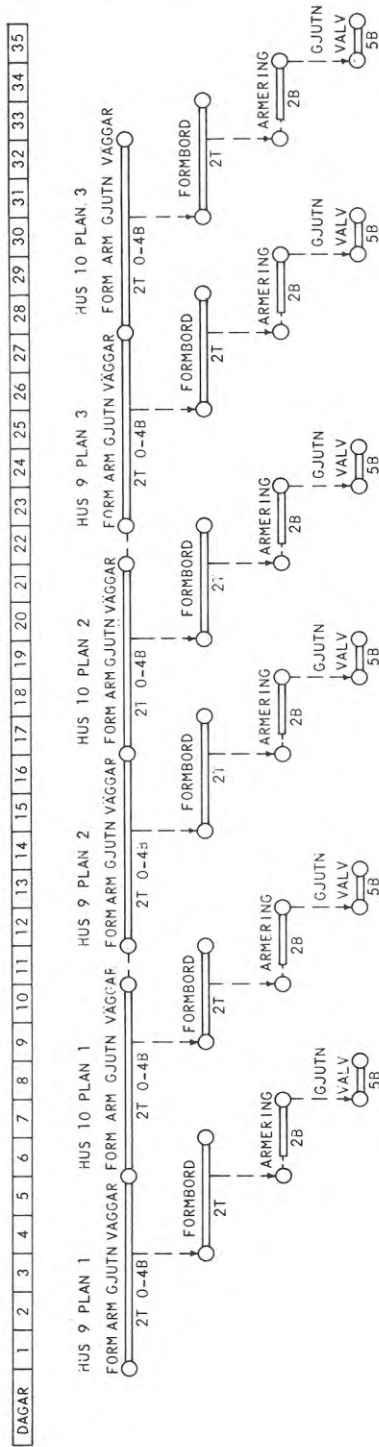 DAGAR 1 2 3 4 5 6 7 8 9 10 11 12 13 14 15 16 17 18 19 20 21 22 23 24 25 26 27 28 29 30 31 32 33 34 35
HUS 9 PLAN 1 HUS 10 PLAN 1 HUS 9 PLAN 2 HUS 10 PLAN 2 HUS 9 PLAN 3 HUS 10 PLAN 3
FORM ARM GJUTN VÄGGAR FORM ARM GJUTN VÄGGAR FORM ARM GJUTN VÄGGAR FORM ARM GJUTN VÄGGAR FORM ARM GJUTN VÄGGAR FORM ARM GJUTN VÄGGAR
2T 0-4B 2T 0-4B 2T 0-4B 2T 0-4B 2T 0-4B 2T 0-4B
FORMBORD FORMBORD FORMBORD FORMBORD FORMBORD FORMBORD
2T 2T 2T 2T 2T 2T
ARMERING ARMERING ARMERING ARMERING ARMERING ARMERING
2B 2B 2B 2B 2B 2B
GJUTN GJUTN GJUTN GJUTN GJUTN GJUTN
VALV VALV VALV VALV VALV VALV
5B 5B 5B 5B 5B 5B